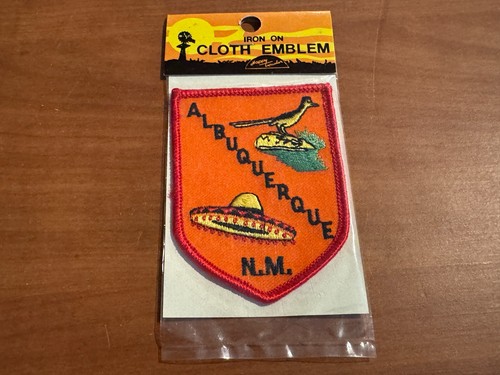 IRON ON
CLOTH EMBLEM
ALBUQUERQUE
N.M.